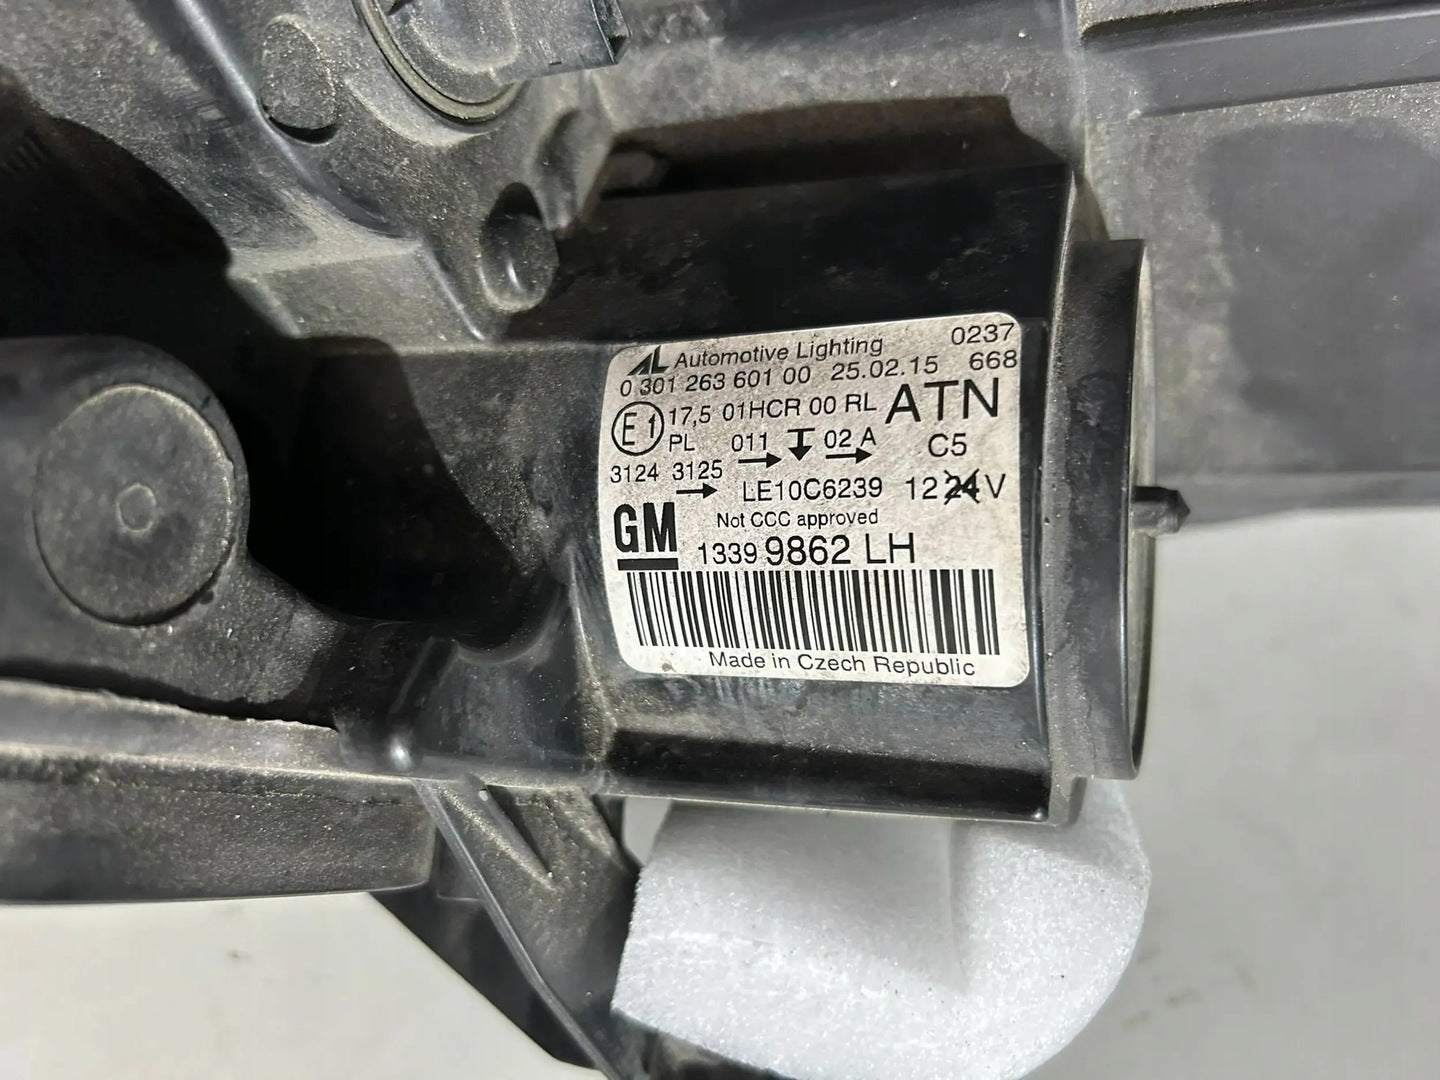 AL Automotive Lighting 0237
0 301 263 601 00 25.02.15 668
E1 17,5 01HCR 00 RL ATN
PL 011 02 A C5
3124 3125
LE10C6239 12 24 V
Not CCC approved
GM 1339 9862 LH
Made in Czech Republic